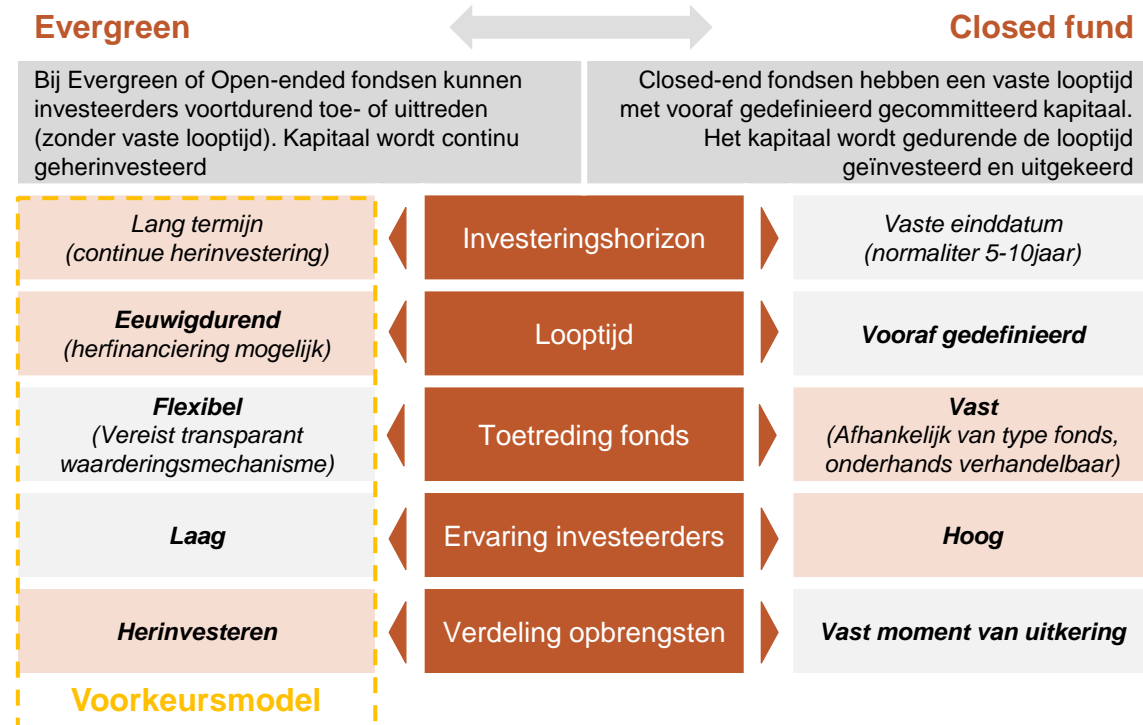 Evergreen
Closed fund
Bij Evergreen of Open-ended fondsen kunnen
investeerders voortdurend toe- of uittreden
(zonder vaste looptijd). Kapitaal wordt continu
geherinvesteerd
Closed-end fondsen hebben een vaste looptijd
met vooraf gedefinieerd gecommitteerd kapitaal.
Het kapitaal wordt gedurende de looptijd
geïnvesteerd en uitgekeerd
Lang termijn
(continue herinvestering)
Investeringshorizon
Vaste einddatum
(normaliter 5-10jaar)
Eeuwigdurend
(herfinanciering mogelijk)
Looptijd
Vooraf gedefinieerd
Flexibel
(Vereist transparant
waarderingsmechanisme)
Toetreding fonds
Vast
(Afhankelijk van type fonds,
onderhands verhandelbaar)
Laag
Ervaring investeerders
Hoog
Herinvesteren
Verdeling opbrengsten
Vast moment van uitkering
Voorkeursmodel